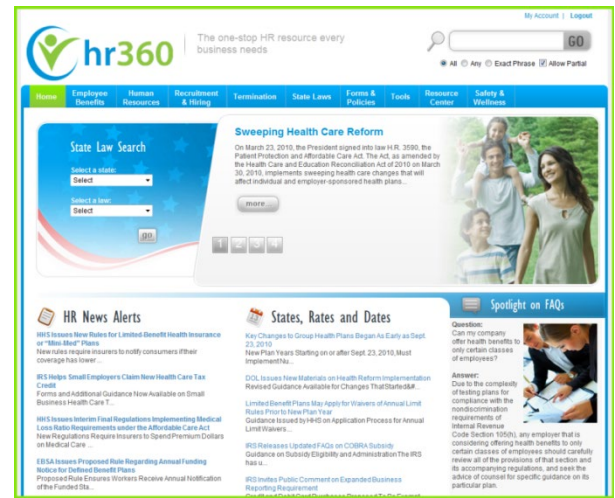 My Account | Logout
hr360
The one-stop HR resource every
business needs
GO
All Any Exact Phrase Allow Partial
Home
Employee
Benefits
Human
Resources
Recruitment
& Hiring
Termination
State Laws
Forms &
Policies
Tools
Resource
Center
Safety &
Wellness
State Law Search
Select a state:
Select
Select a law:
Select
go
Sweeping Health Care Reform
On March 23, 2010, the President signed into law H.R. 3590, the
Patient Protection and Affordable Care Act. The Act, as amended by
the Health Care and Education Reconciliation Act of 2010 on March
30, 2010, implements sweeping health care changes that will
affect individual and employer-sponsored health plans...
more...
1 2 3 4
HR News Alerts
HHS Issues New Rules for Limited-Benefit Health Insurance
or "Mini-Med" Plans
New rules require insurers to notify consumers if their
coverage has lower...
IRS Helps Small Employers Claim New Health Care Tax
Credit
Forms and Additional Guidance Now Available on Small
Business Health Care T...
HHS Issues Interim Final Regulations Implementing Medical
Loss Ratio Requirements under the Affordable Care Act
New Regulations Require Insurers to Spend Premium Dollars
on Medical Care ...
EBSA Issues Proposed Rule Regarding Annual Funding
Notice for Defined Benefit Plans
Proposed Rule Ensures Workers Receive Annual Notification
of the Funded Sta...
States, Rates and Dates
Key Changes to Group Health Plans Began As Early as Sept.
23, 2010
New Plan Years Starting on or after Sept. 23, 2010, Must
Implement Nu...
DOL Issues New Materials on Health Reform Implementation
Revised Guidance Available for Changes That Started&#...
Limited Benefit Plans May Apply for Waivers of Annual Limit
Rules Prior to New Plan Year
Guidance Issued by HHS on Application Process for Annual
Limit Waivers...
IRS Releases Updated FAQs on COBRA Subsidy
Guidance on Subsidy Eligibility and Administration The IRS
has u...
IRS Invites Public Comment on Expanded Business
Reporting Requirement
Spotlight on FAQs
Question:
Can my company
offer health benefits to
only certain classes
of employees?
Answer:
Due to the complexity
of testing plans for
compliance with the
nondiscrimination
requirements of
Internal Revenue
Code Section 105(h), any employer that is
considering offering health benefits to only
certain classes of employees should carefully
review all of the provisions of that section and
its accompanying regulations, and seek the
advice of counsel for specific guidance on its
particular plan.